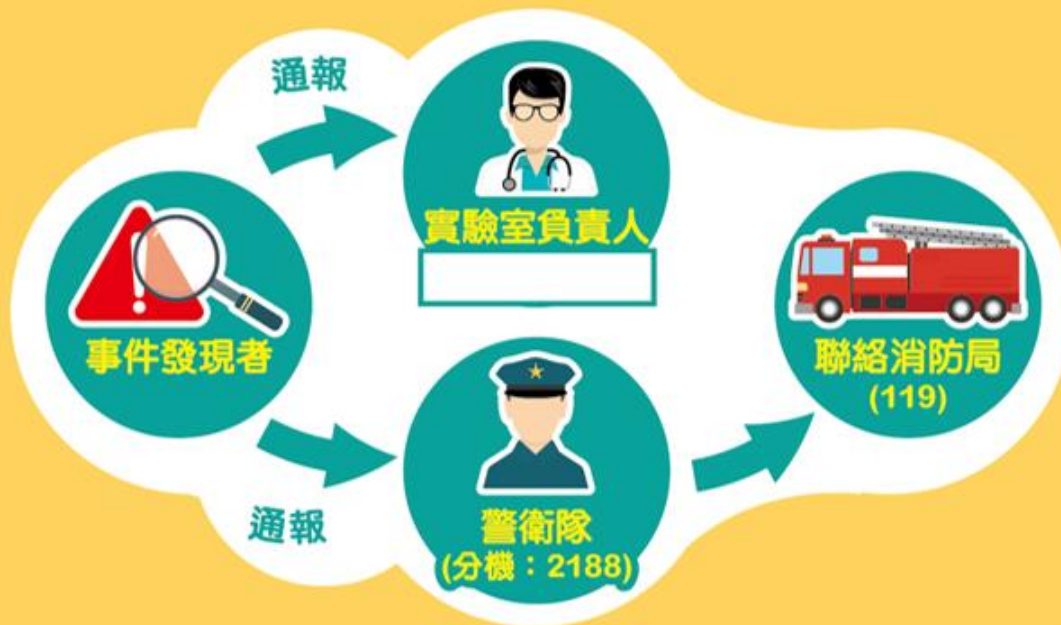 通報
實驗室負責人
事件發現者
聯絡消防局
(119)
通報
警衛隊
(分機：2188)